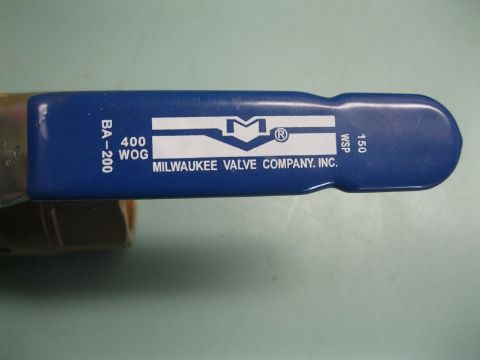 BA-200
400
WOG
M®
MILWAUKEE VALVE COMPANY. INC.
150
WSP